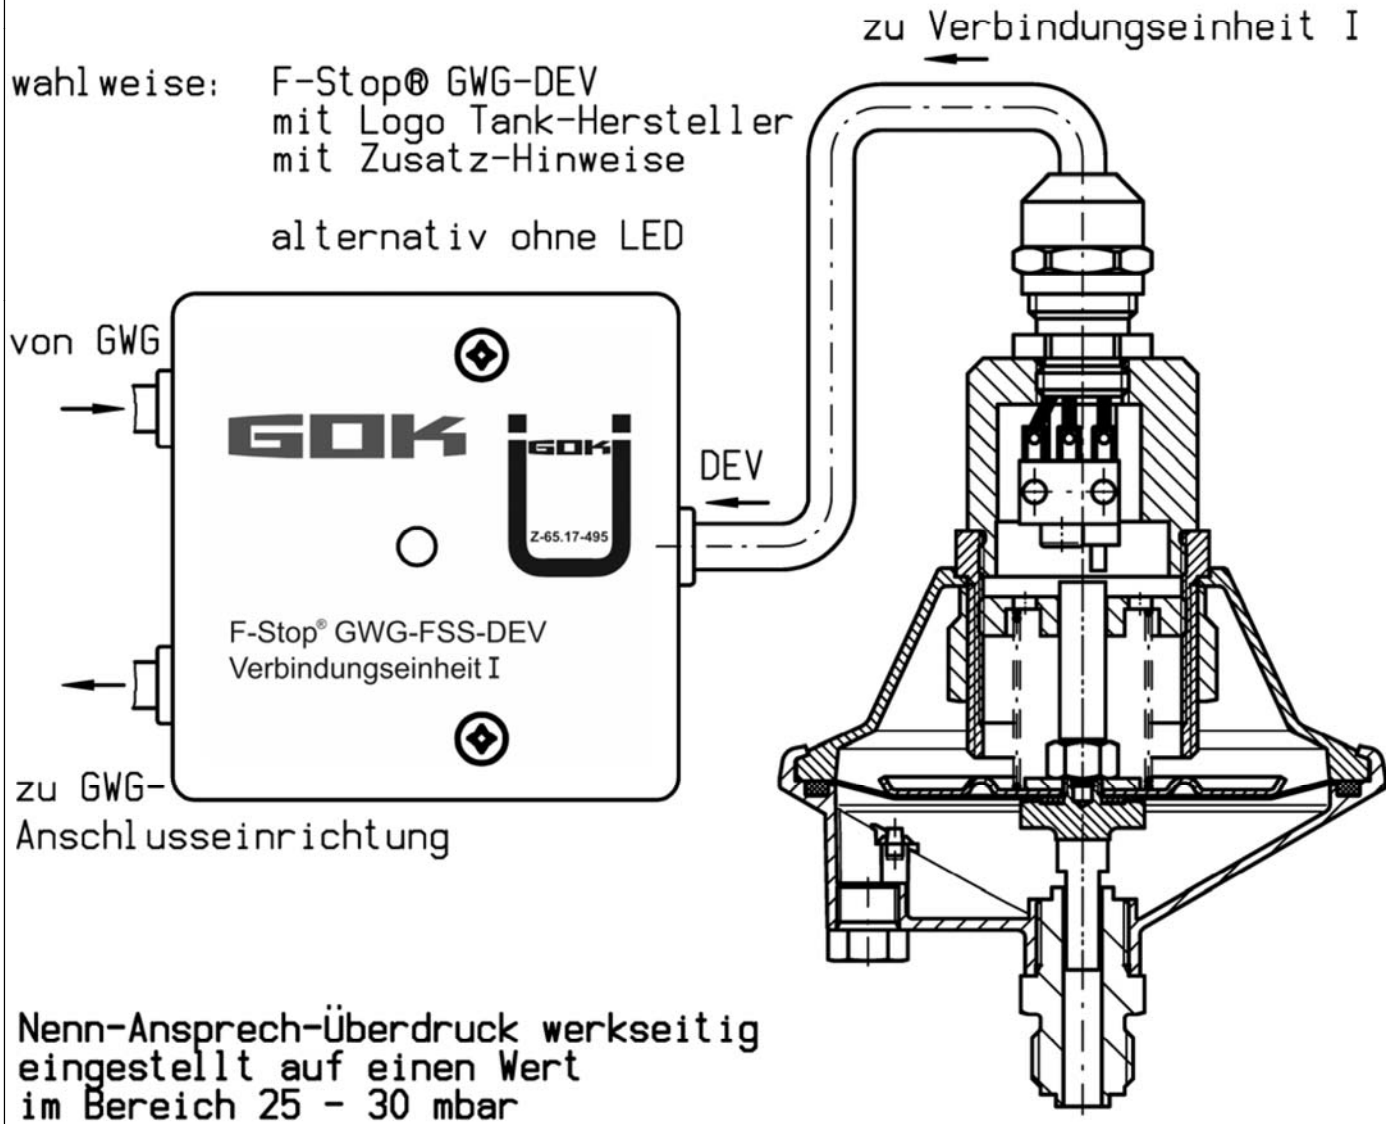 zu Verbindungseinheit I
wahlweise: F-Stop® GWG-DEV
mit Logo Tank-Hersteller
mit Zusatz-Hinweise
alternativ ohne LED
von GWG
GOK
GOK
Z-65.17-495
DEV
F-Stop® GWG-FSS-DEV
Verbindungseinheit I
zu GWG-
Anschlusseinrichtung
Nenn-Ansprech-Überdruck werkseitig
eingestellt auf einen Wert
im Bereich 25 - 30 mbar